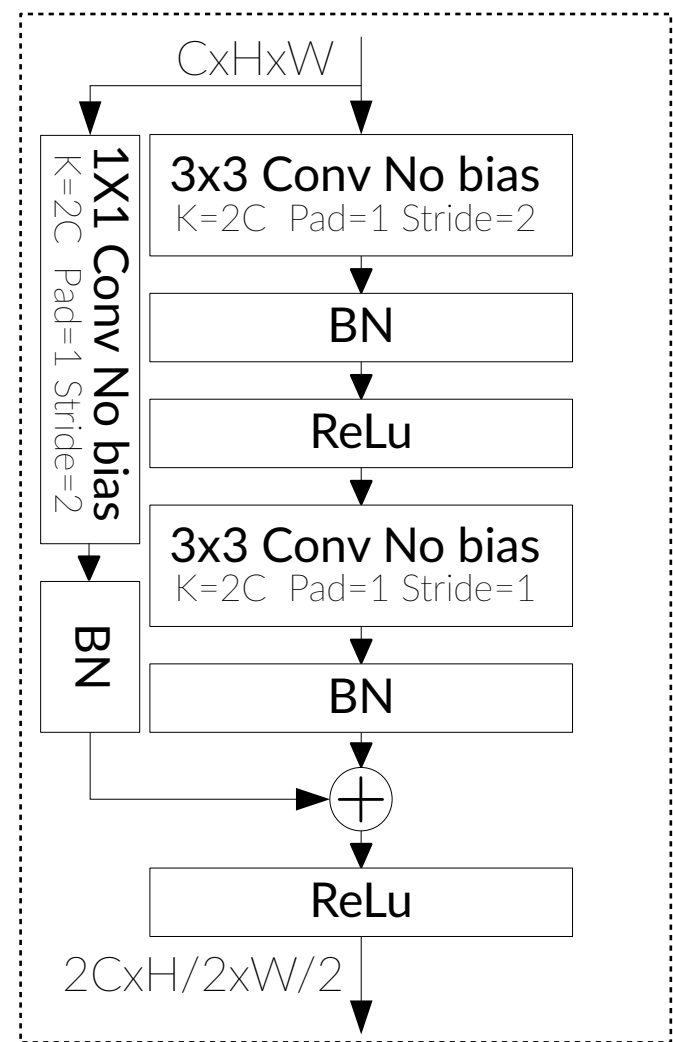 CxHxW
1X1 Conv No bias
K=2C Pad=1 Stride=2
BN
3x3 Conv No bias
K=2C Pad=1 Stride=2
BN
ReLu
3x3 Conv No bias
K=2C Pad=1 Stride=1
BN
ReLu
2CxH/2xW/2